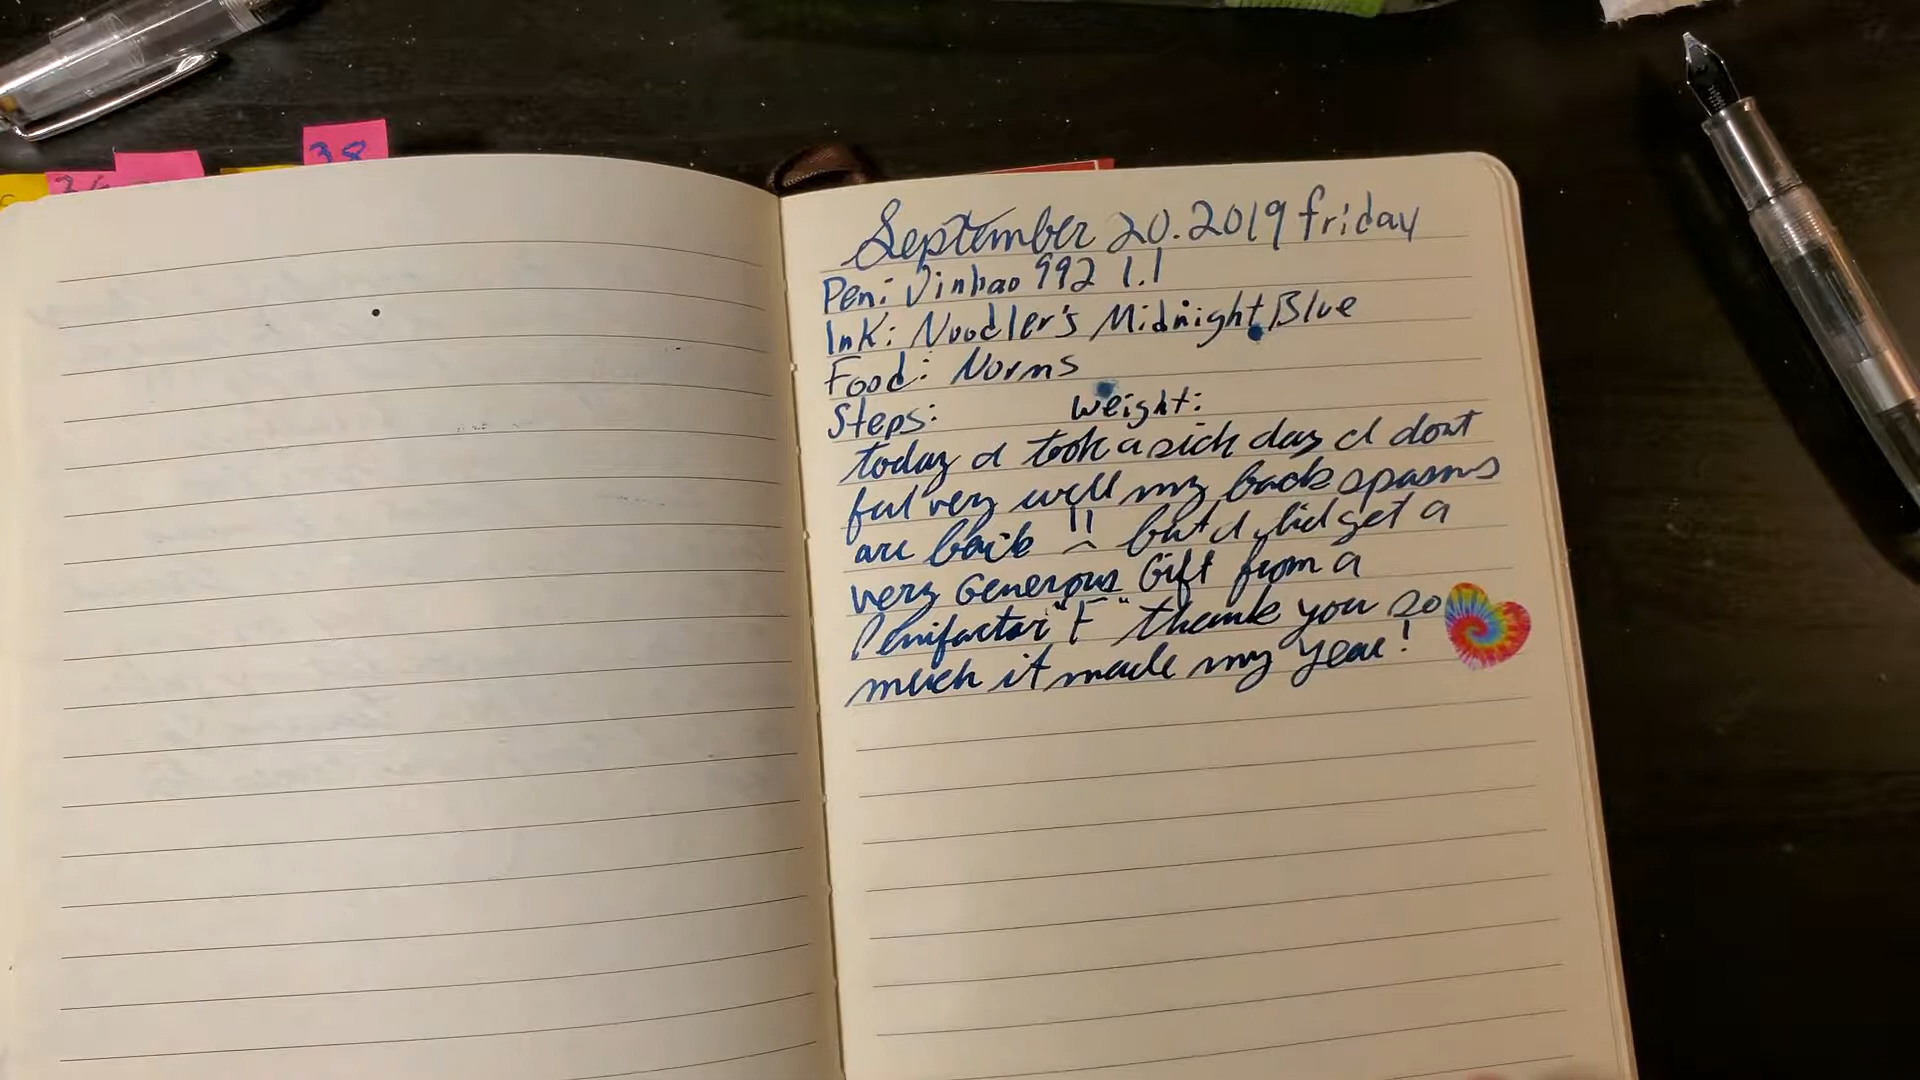 38
September 20.2019 friday
Pen: Jinhao 992 1.1
Ink: Noodler's Midnight Blue
Food: Norms
Steps: Weight:
today I took a sick day I dont
feel very well my back spasms
are back !! but I did get a
very Generous Gift from a
Penifactor "F" thank you so
much it made my year!